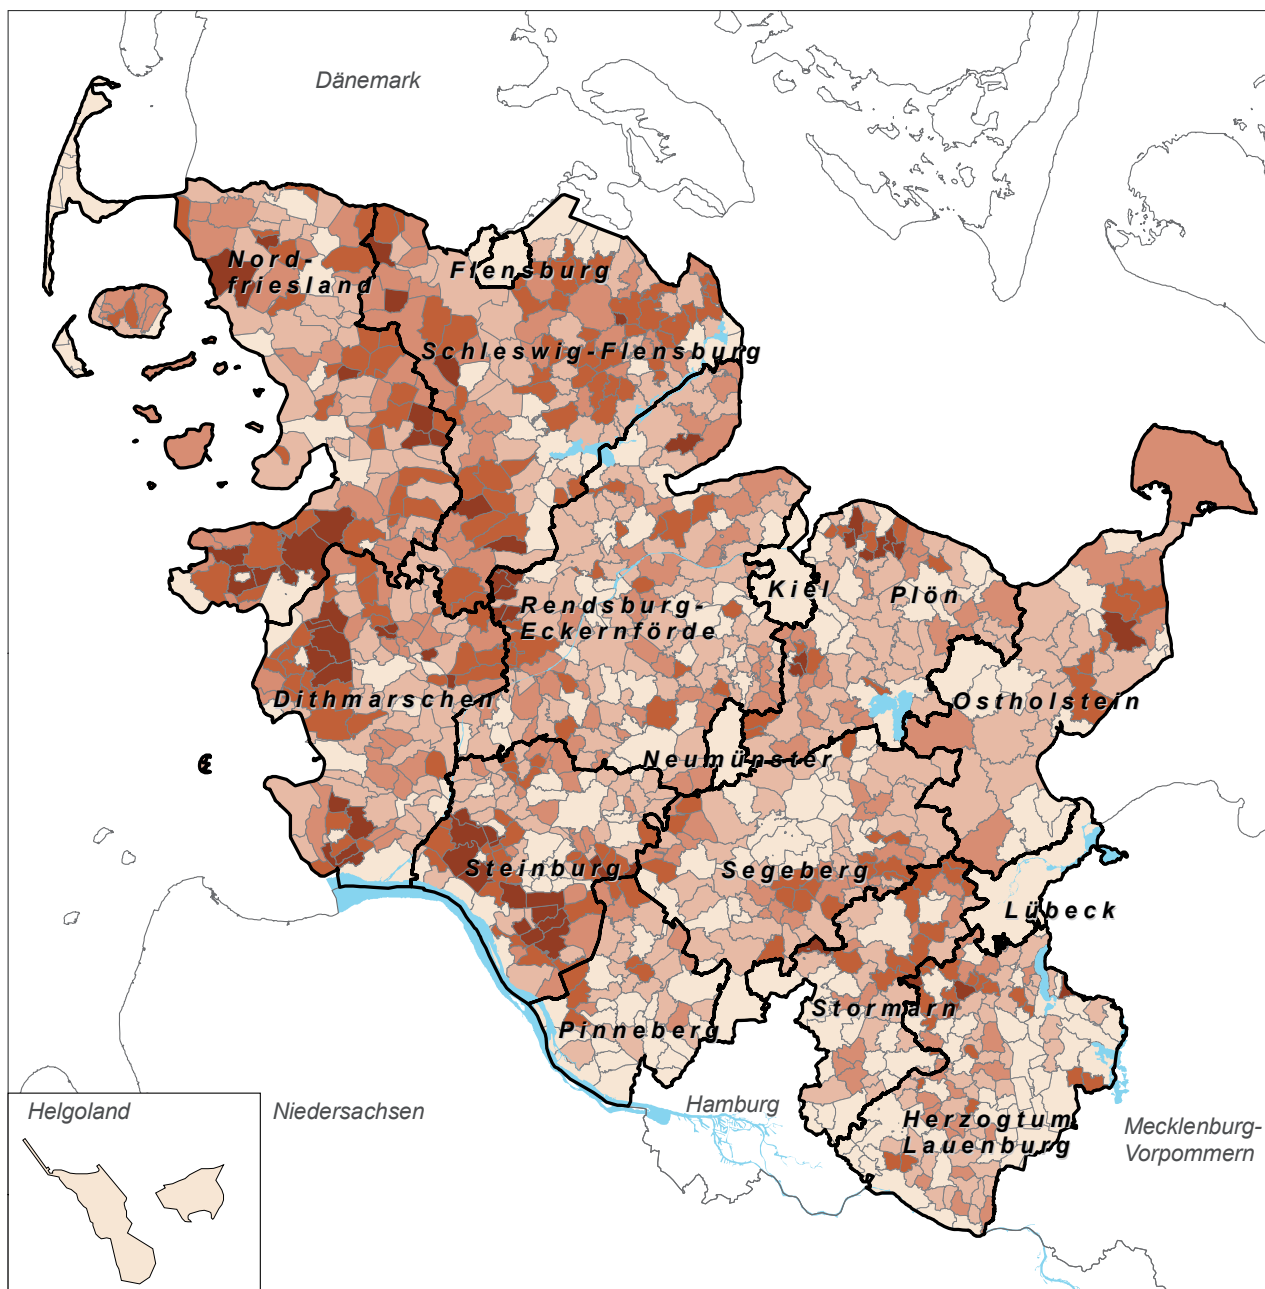 Dänemark
Nord-
friesland
Flensburg
Schleswig-Flensburg
Kiel
Plön
Rendsburg-
Eckernförde
Dithmarschen
Ostholstein
Neumünster
Steinburg
Segeberg
Lübeck
Stormarn
Pinneberg
Helgoland
Niedersachsen
Hamburg
Herzogtum
Lauenburg
Mecklenburg-
Vorpommern